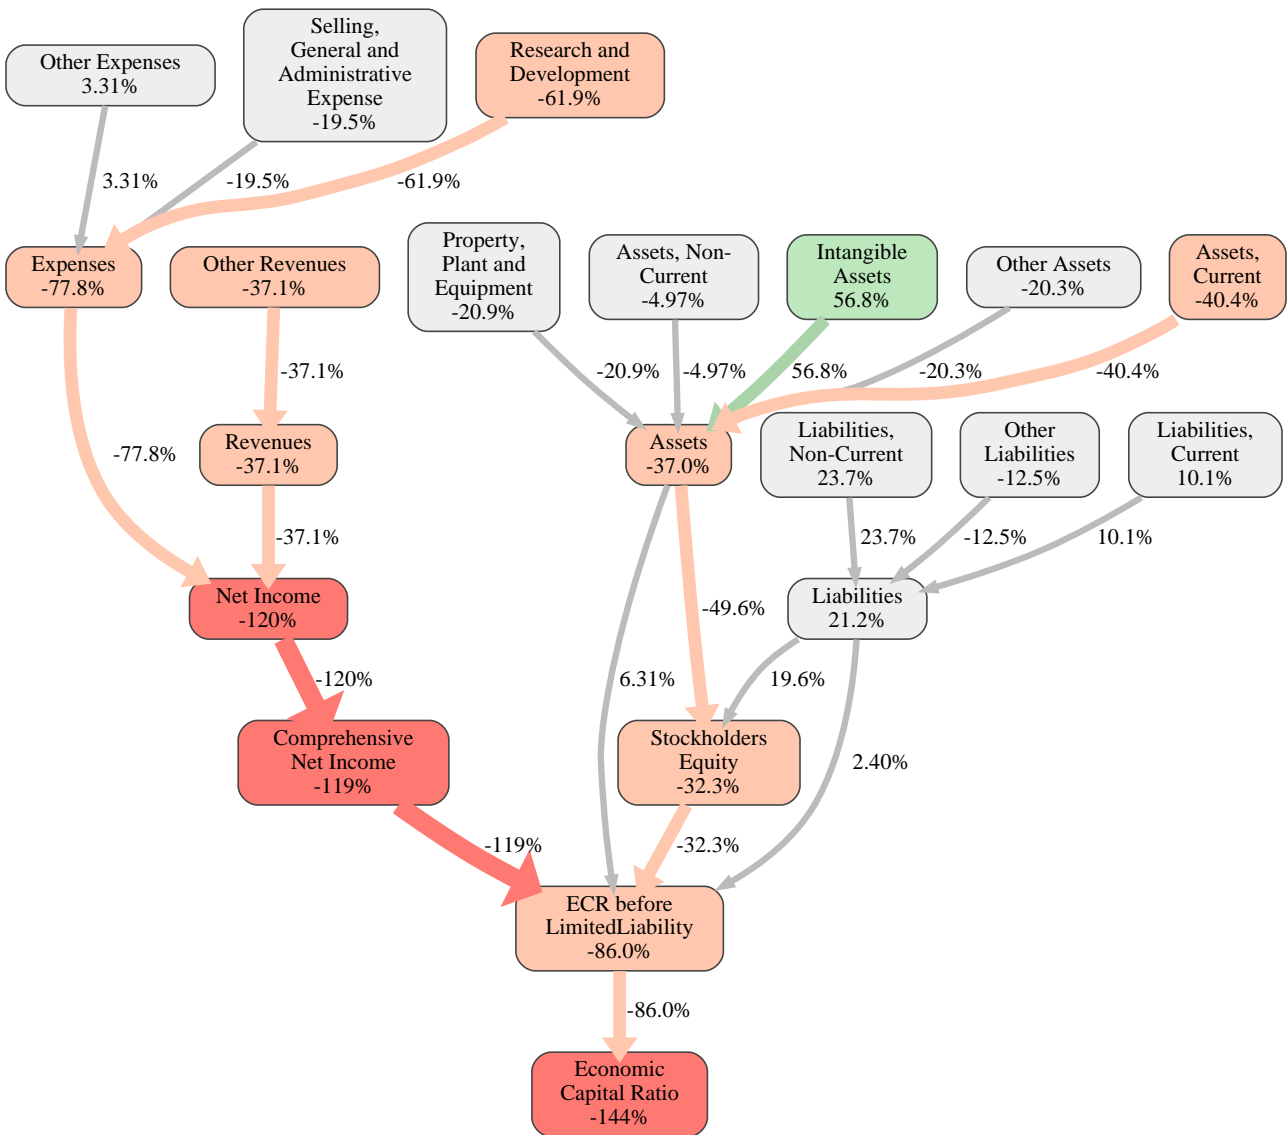 Other Expenses
3.31%
Selling,
General and
Administrative
Expense
-19.5%
Research and
Development
-61.9%
3.31%
-19.5%
-61.9%
Expenses
-77.8%
Other Revenues
-37.1%
Property,
Plant and
Equipment
-20.9%
Assets, Non-
Current
-4.97%
Intangible
Assets
56.8%
Other Assets
-20.3%
Assets,
Current
-40.4%
-37.1%
-20.9%
-4.97%
56.8%
-20.3%
-40.4%
-77.8%
Revenues
-37.1%
Assets
-37.0%
Liabilities,
Non-Current
23.7%
Other
Liabilities
-12.5%
Liabilities,
Current
10.1%
-37.1%
23.7%
-12.5%
10.1%
Net Income
-120%
-49.6%
Liabilities
21.2%
-120%
6.31%
19.6%
2.40%
Comprehensive
Net Income
-119%
Stockholders
Equity
-32.3%
-119%
-32.3%
ECR before
LimitedLiability
-86.0%
-86.0%
Economic
Capital Ratio
-144%